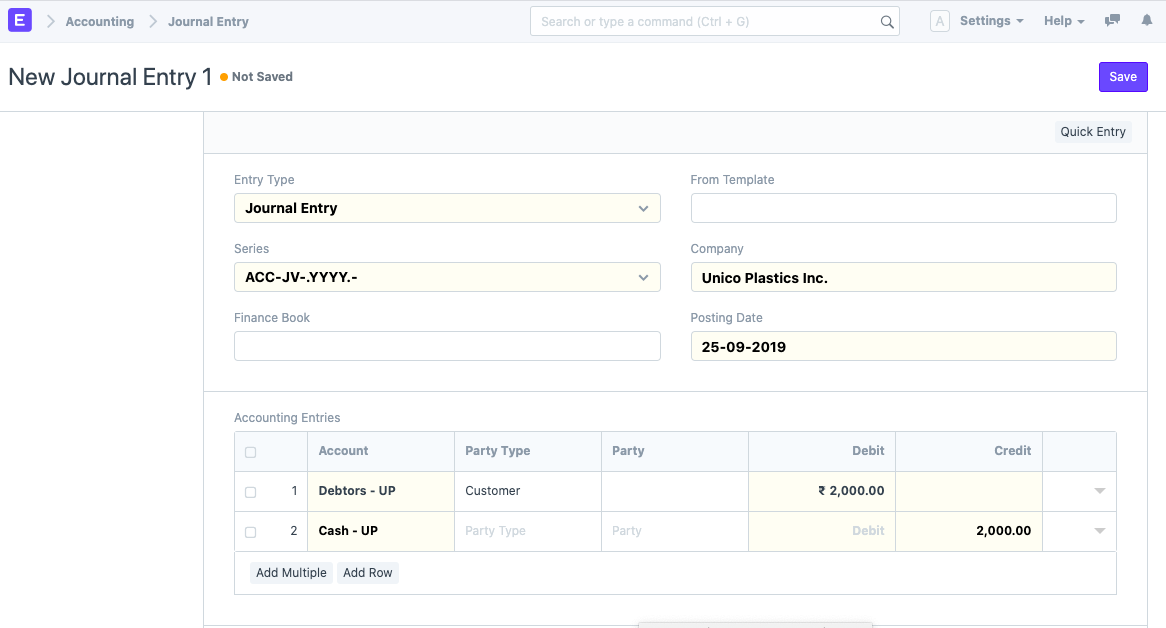 E Accounting Journal Entry Search or type a command (Ctrl + G) A Settings Help
New Journal Entry 1 Not Saved Save
Quick Entry
Entry Type From Template
Journal Entry
Series Company
ACC-JV-.YYYY.- Unico Plastics Inc.
Finance Book Posting Date
25-09-2019
Accounting Entries
Account Party Type Party Debit Credit
1 Debtors - UP Customer ₹ 2,000.00
2 Cash - UP Party Type Party Debit 2,000.00
Add Multiple Add Row